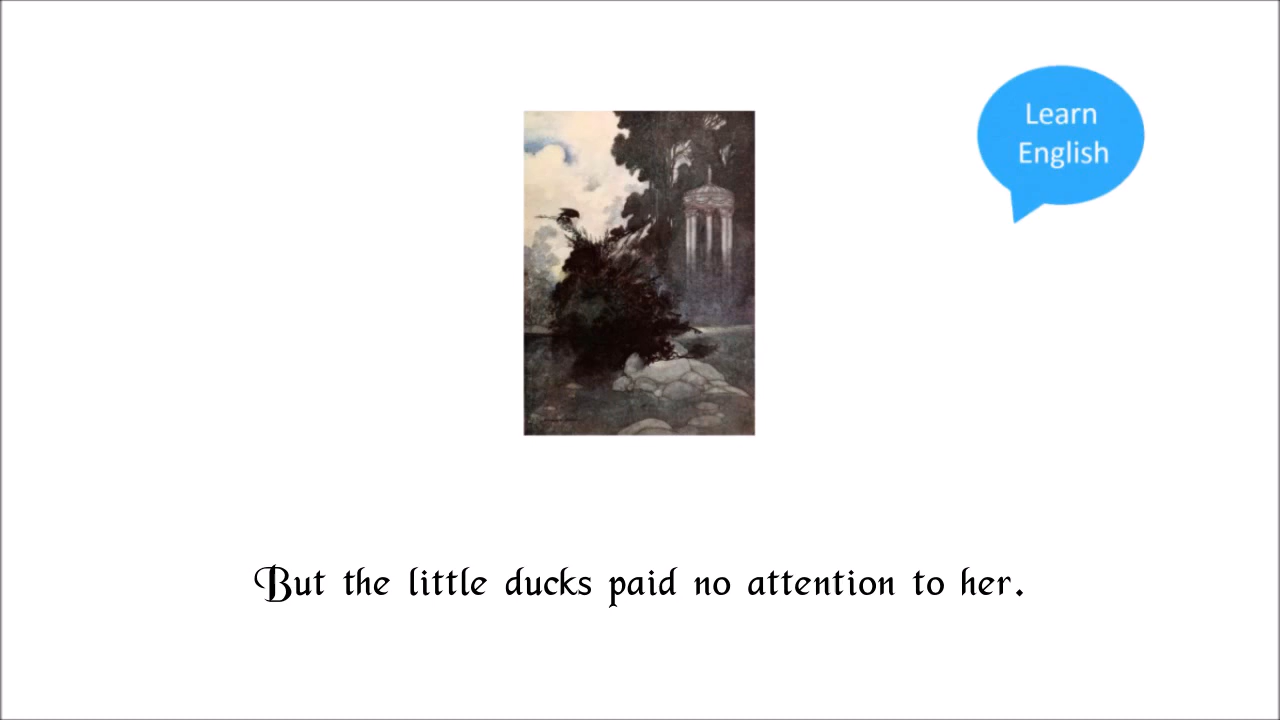 Learn
English
But the little ducks paid no attention to her.